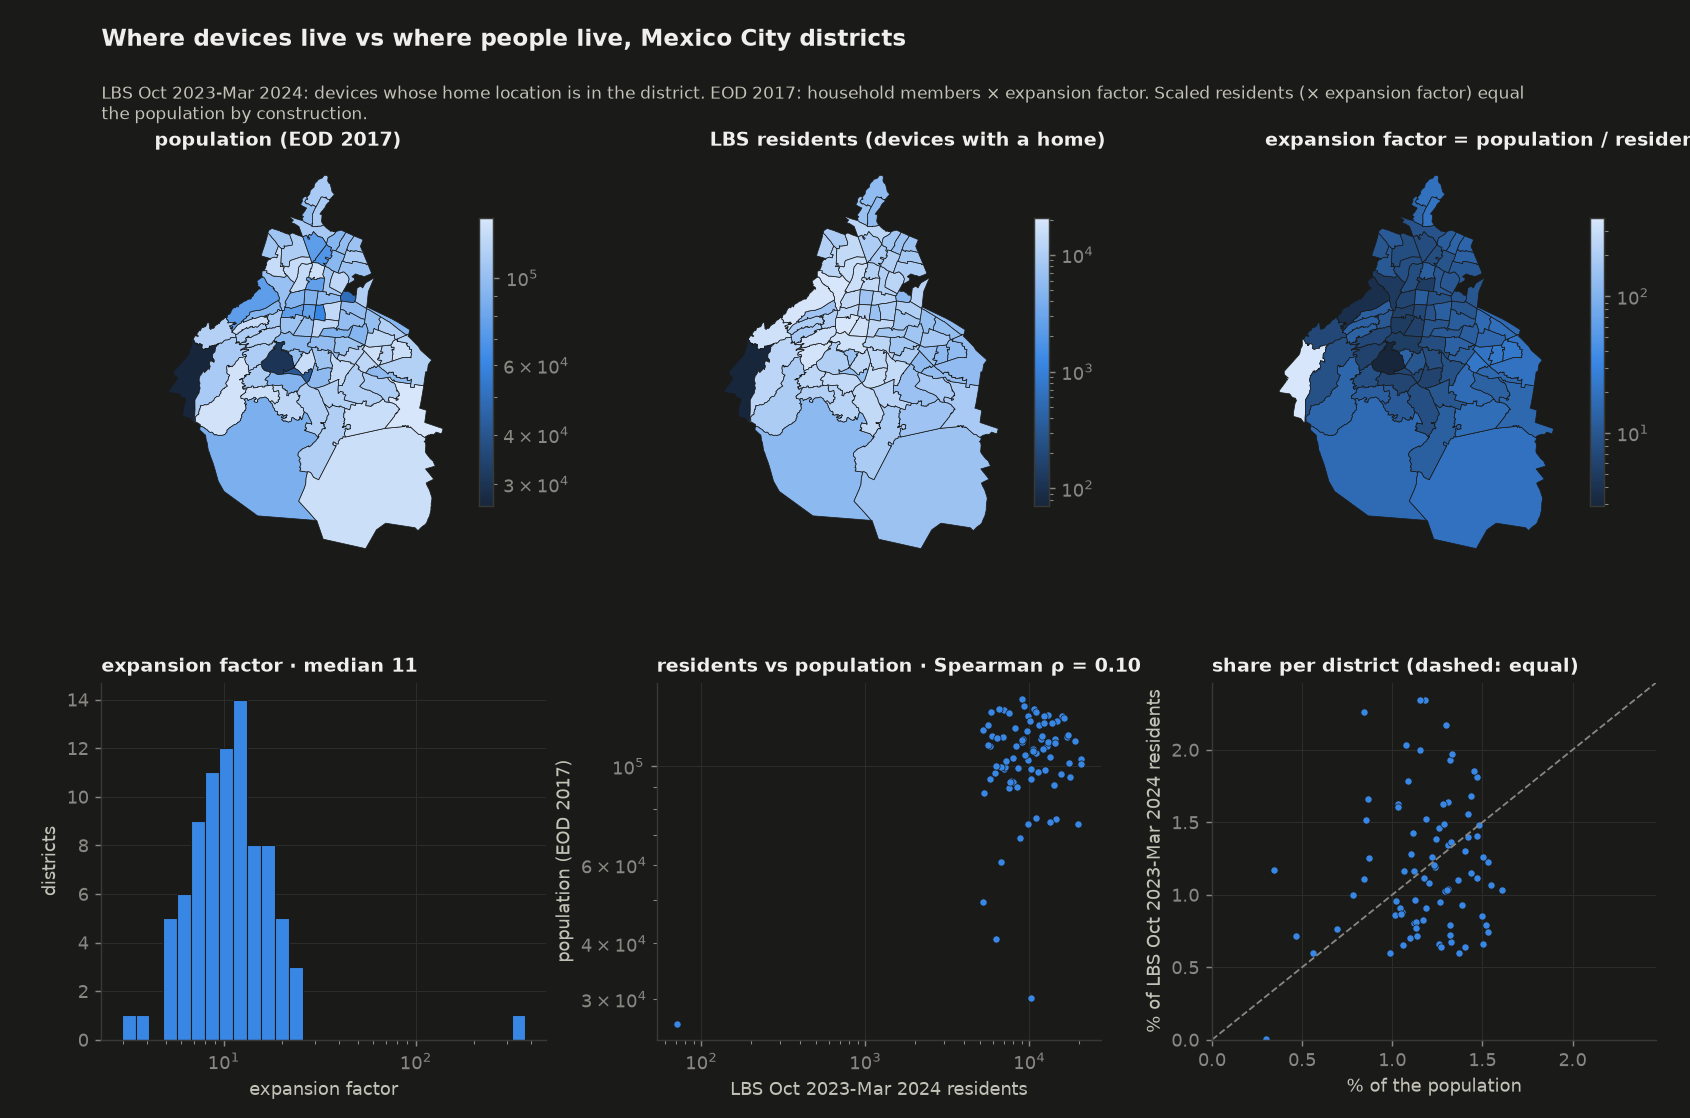 Where devices live vs where people live, Mexico City districts
LBS Oct 2023-Mar 2024: devices whose home location is in the district. EOD 2017: household members × expansion factor. Scaled residents (× expansion factor) equal
the population by construction.
population (EOD 2017)
LBS residents (devices with a home)
expansion factor = population / residen
10⁵
6 × 10⁴
4 × 10⁴
3 × 10⁴
10⁴
10³
10²
10²
10¹
expansion factor · median 11
residents vs population · Spearman ρ = 0.10
share per district (dashed: equal)
districts
14
12
10
8
6
4
2
0
10¹
10²
expansion factor
population (EOD 2017)
10⁵
6 × 10⁴
4 × 10⁴
3 × 10⁴
10²
10³
10⁴
LBS Oct 2023-Mar 2024 residents
% of LBS Oct 2023-Mar 2024 residents
2.0
1.5
1.0
0.5
0.0
0.0
0.5
1.0
1.5
2.0
% of the population